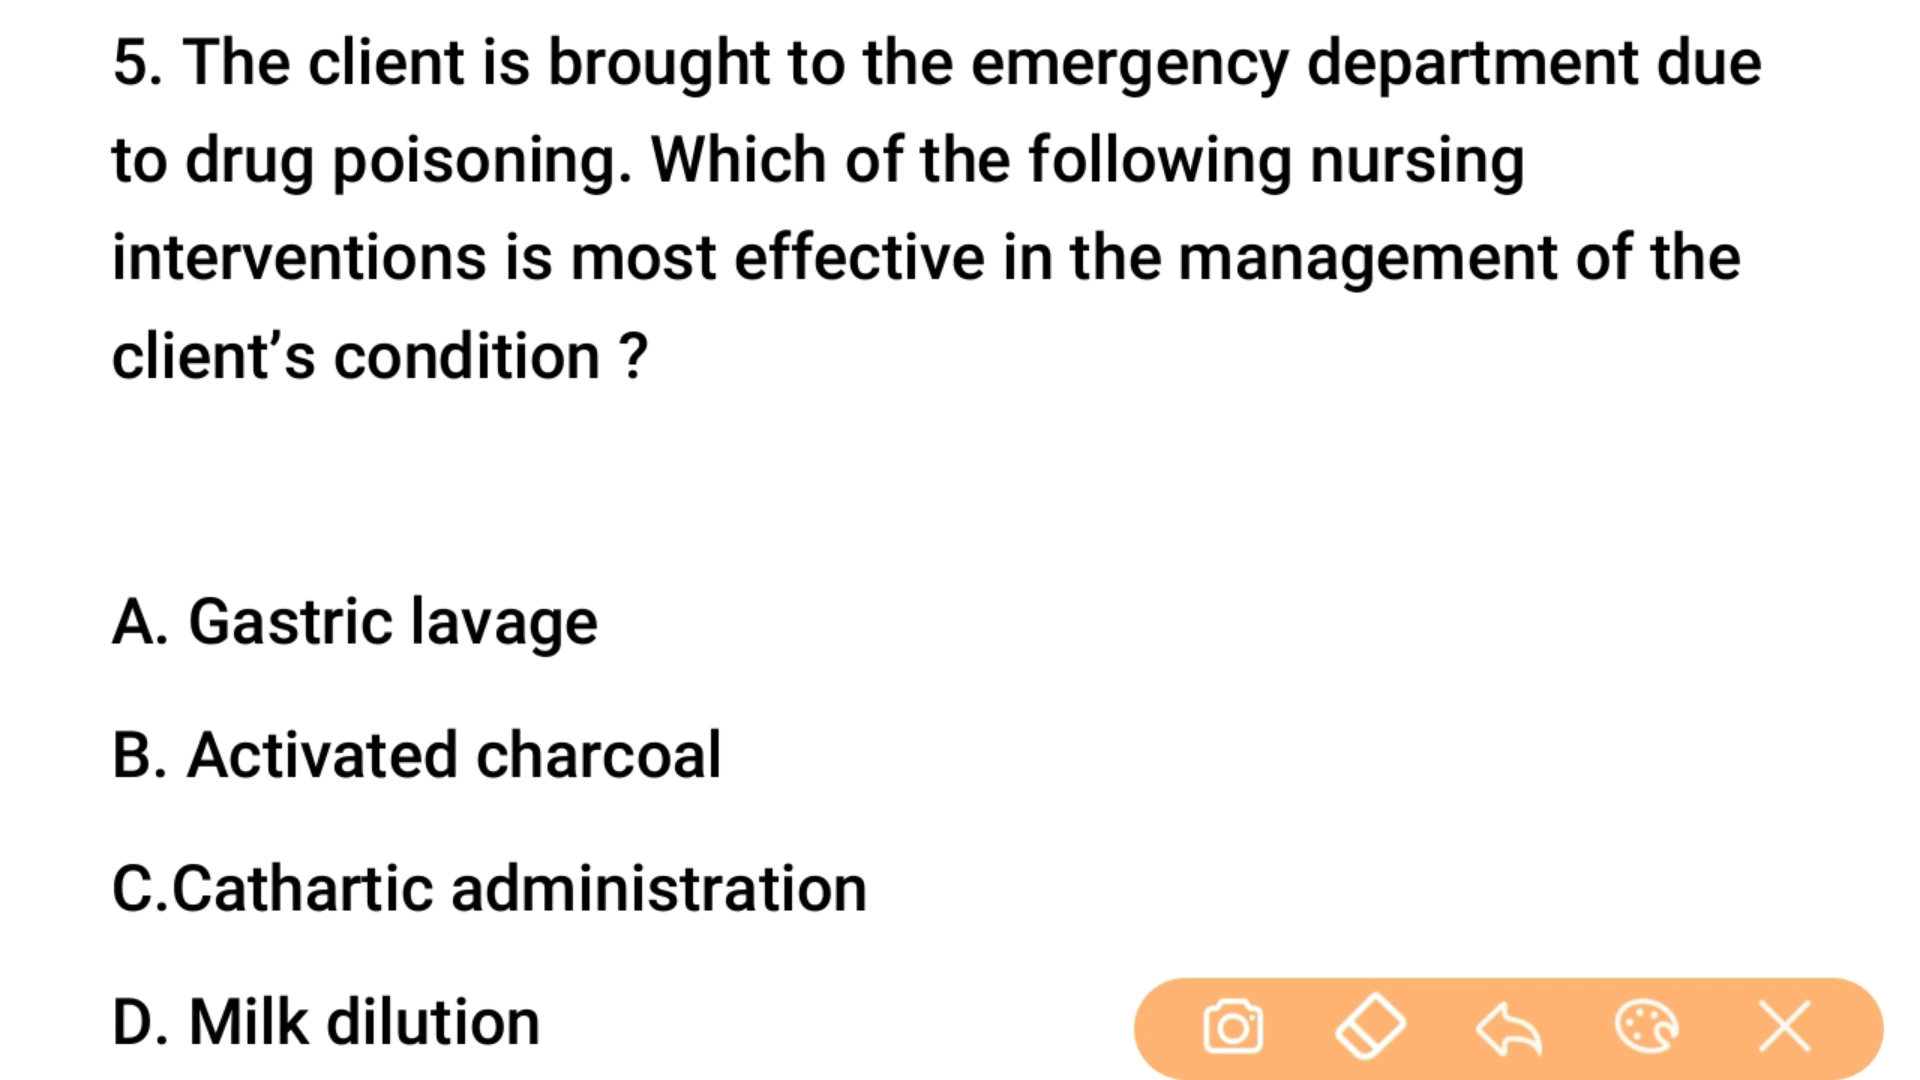 5. The client is brought to the emergency department due
to drug poisoning. Which of the following nursing
interventions is most effective in the management of the
client’s condition ?
A. Gastric lavage
B. Activated charcoal
C.Cathartic administration
D. Milk dilution